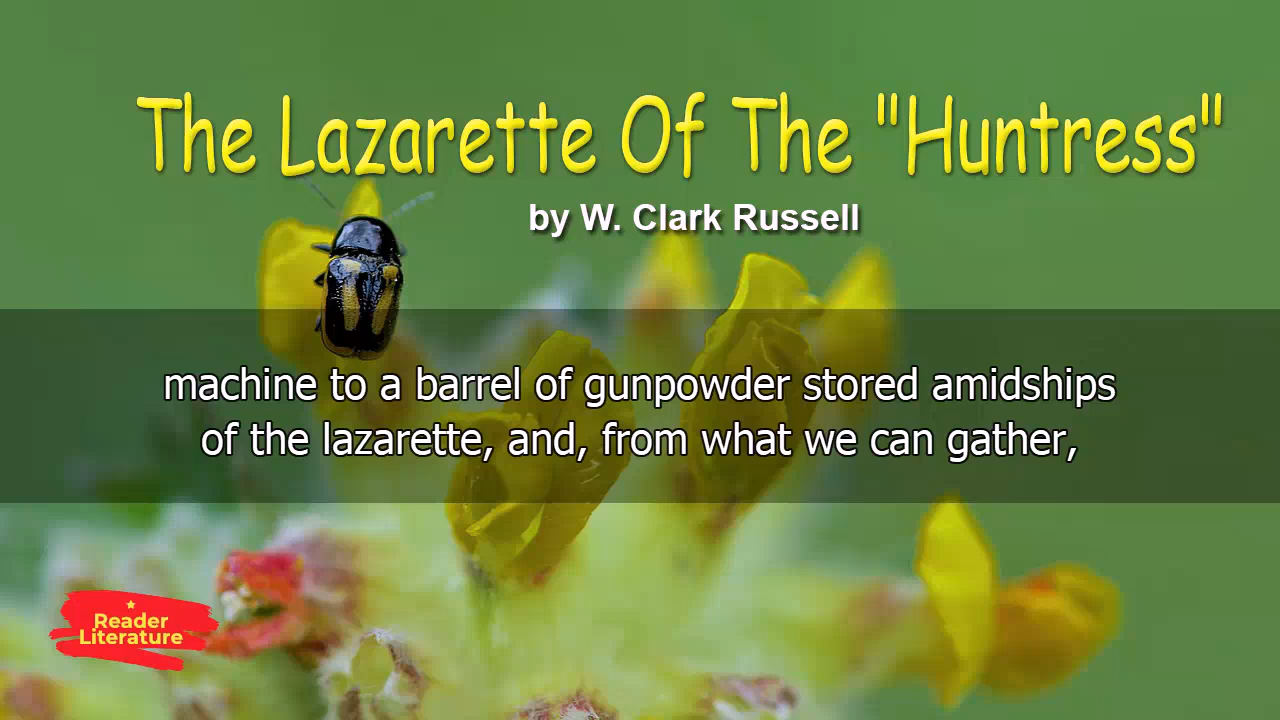 The Lazarette Of The "Huntress"
by W. Clark Russell
machine to a barrel of gunpowder stored amidships
of the lazarette, and, from what we can gather,
Reader
Literature